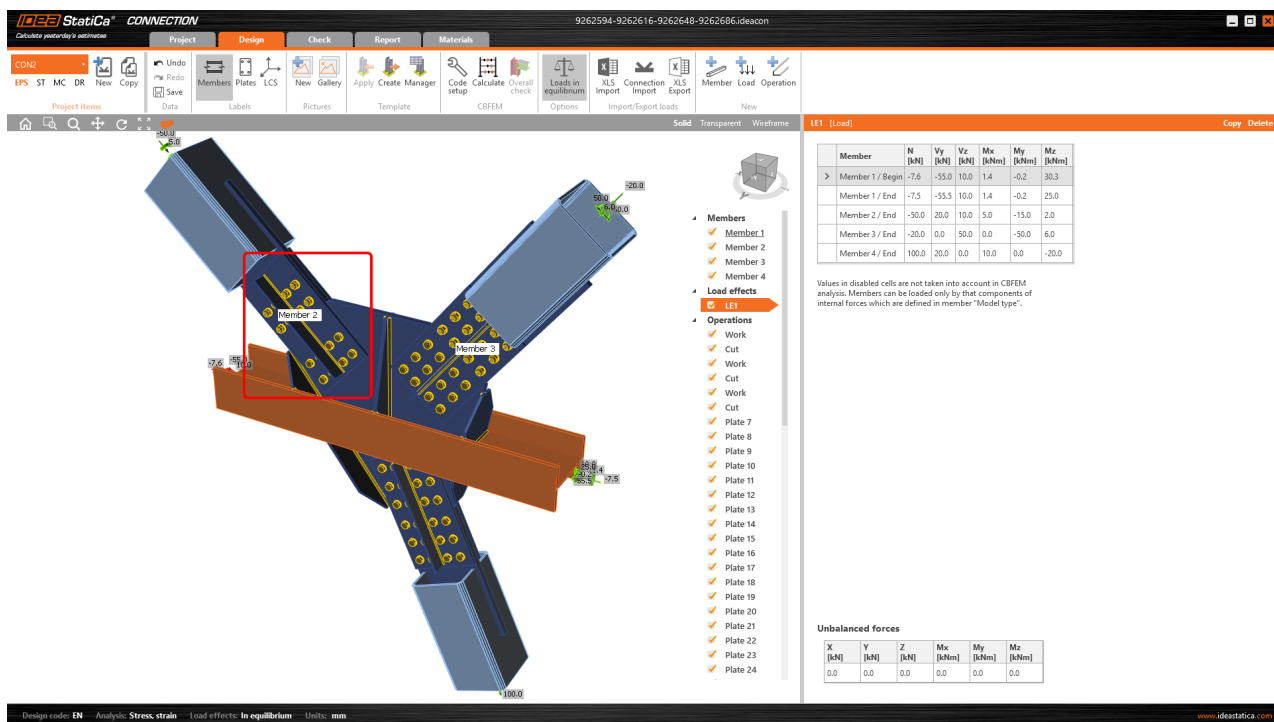 IDEA StatiCa® CONNECTION
9262594-9262616-9262648-9262686.ideacon
Calculate yesterday's estimates
Project Design Check Report Materials
CON2
EPS ST MC DR New Copy
Undo
Redo
Save
Members Plates LCS
New Gallery
Apply Create Manager
Code setup Calculate Overall check
Loads in equilibrium
XLS Import Connection Import XLS Export
Member Load Operation
Project items Data Labels Pictures Template CBFEM Options Import/Export loads New
Solid Transparent Wireframe
LE1 [Load] Copy Delete
-50.0
5.0
-20.0
50.0
Member 2
Member 3
-7.6
-7.5
100.0
Members
Member 1
Member 2
Member 3
Member 4
Load effects
LE1
Operations
Work
Cut
Work
Cut
Work
Cut
Plate 7
Plate 8
Plate 9
Plate 10
Plate 11
Plate 12
Plate 13
Plate 14
Plate 15
Plate 16
Plate 17
Plate 18
Plate 19
Plate 20
Plate 21
Plate 22
Plate 23
Plate 24
Member N [kN] Vy [kN] Vz [kN] Mx [kNm] My [kNm] Mz [kNm]
> Member 1 / Begin -7.6 -55.0 10.0 1.4 -0.2 30.3
Member 1 / End -7.5 -55.5 10.0 1.4 -0.2 25.0
Member 2 / End -50.0 20.0 10.0 5.0 -15.0 2.0
Member 3 / End -20.0 0.0 50.0 0.0 -50.0 6.0
Member 4 / End 100.0 20.0 0.0 10.0 0.0 -20.0
Values in disabled cells are not taken into account in CBFEM
analysis. Members can be loaded only by that components of
internal forces which are defined in member "Model type".
Unbalanced forces
X [kN] Y [kN] Z [kN] Mx [kNm] My [kNm] Mz [kNm]
0.0 0.0 0.0 0.0 0.0 0.0
Design code: EN Analysis: Stress, strain Load effects: In equilibrium Units: mm
www.ideastatica.com